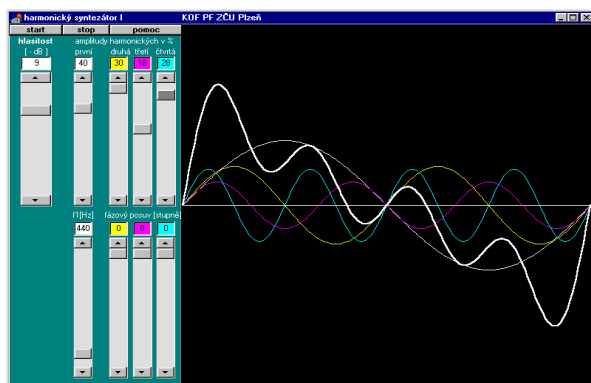 harmonický syntezátor I KOF PF ZČU Plzeň
start stop pomoc
hlasitost amplitudy harmonických v %
[ - dB ] první druhá třetí čtvrtá
9 40 30 18 28
f1[Hz] fázový posuv [stupně]
440 0 0 0